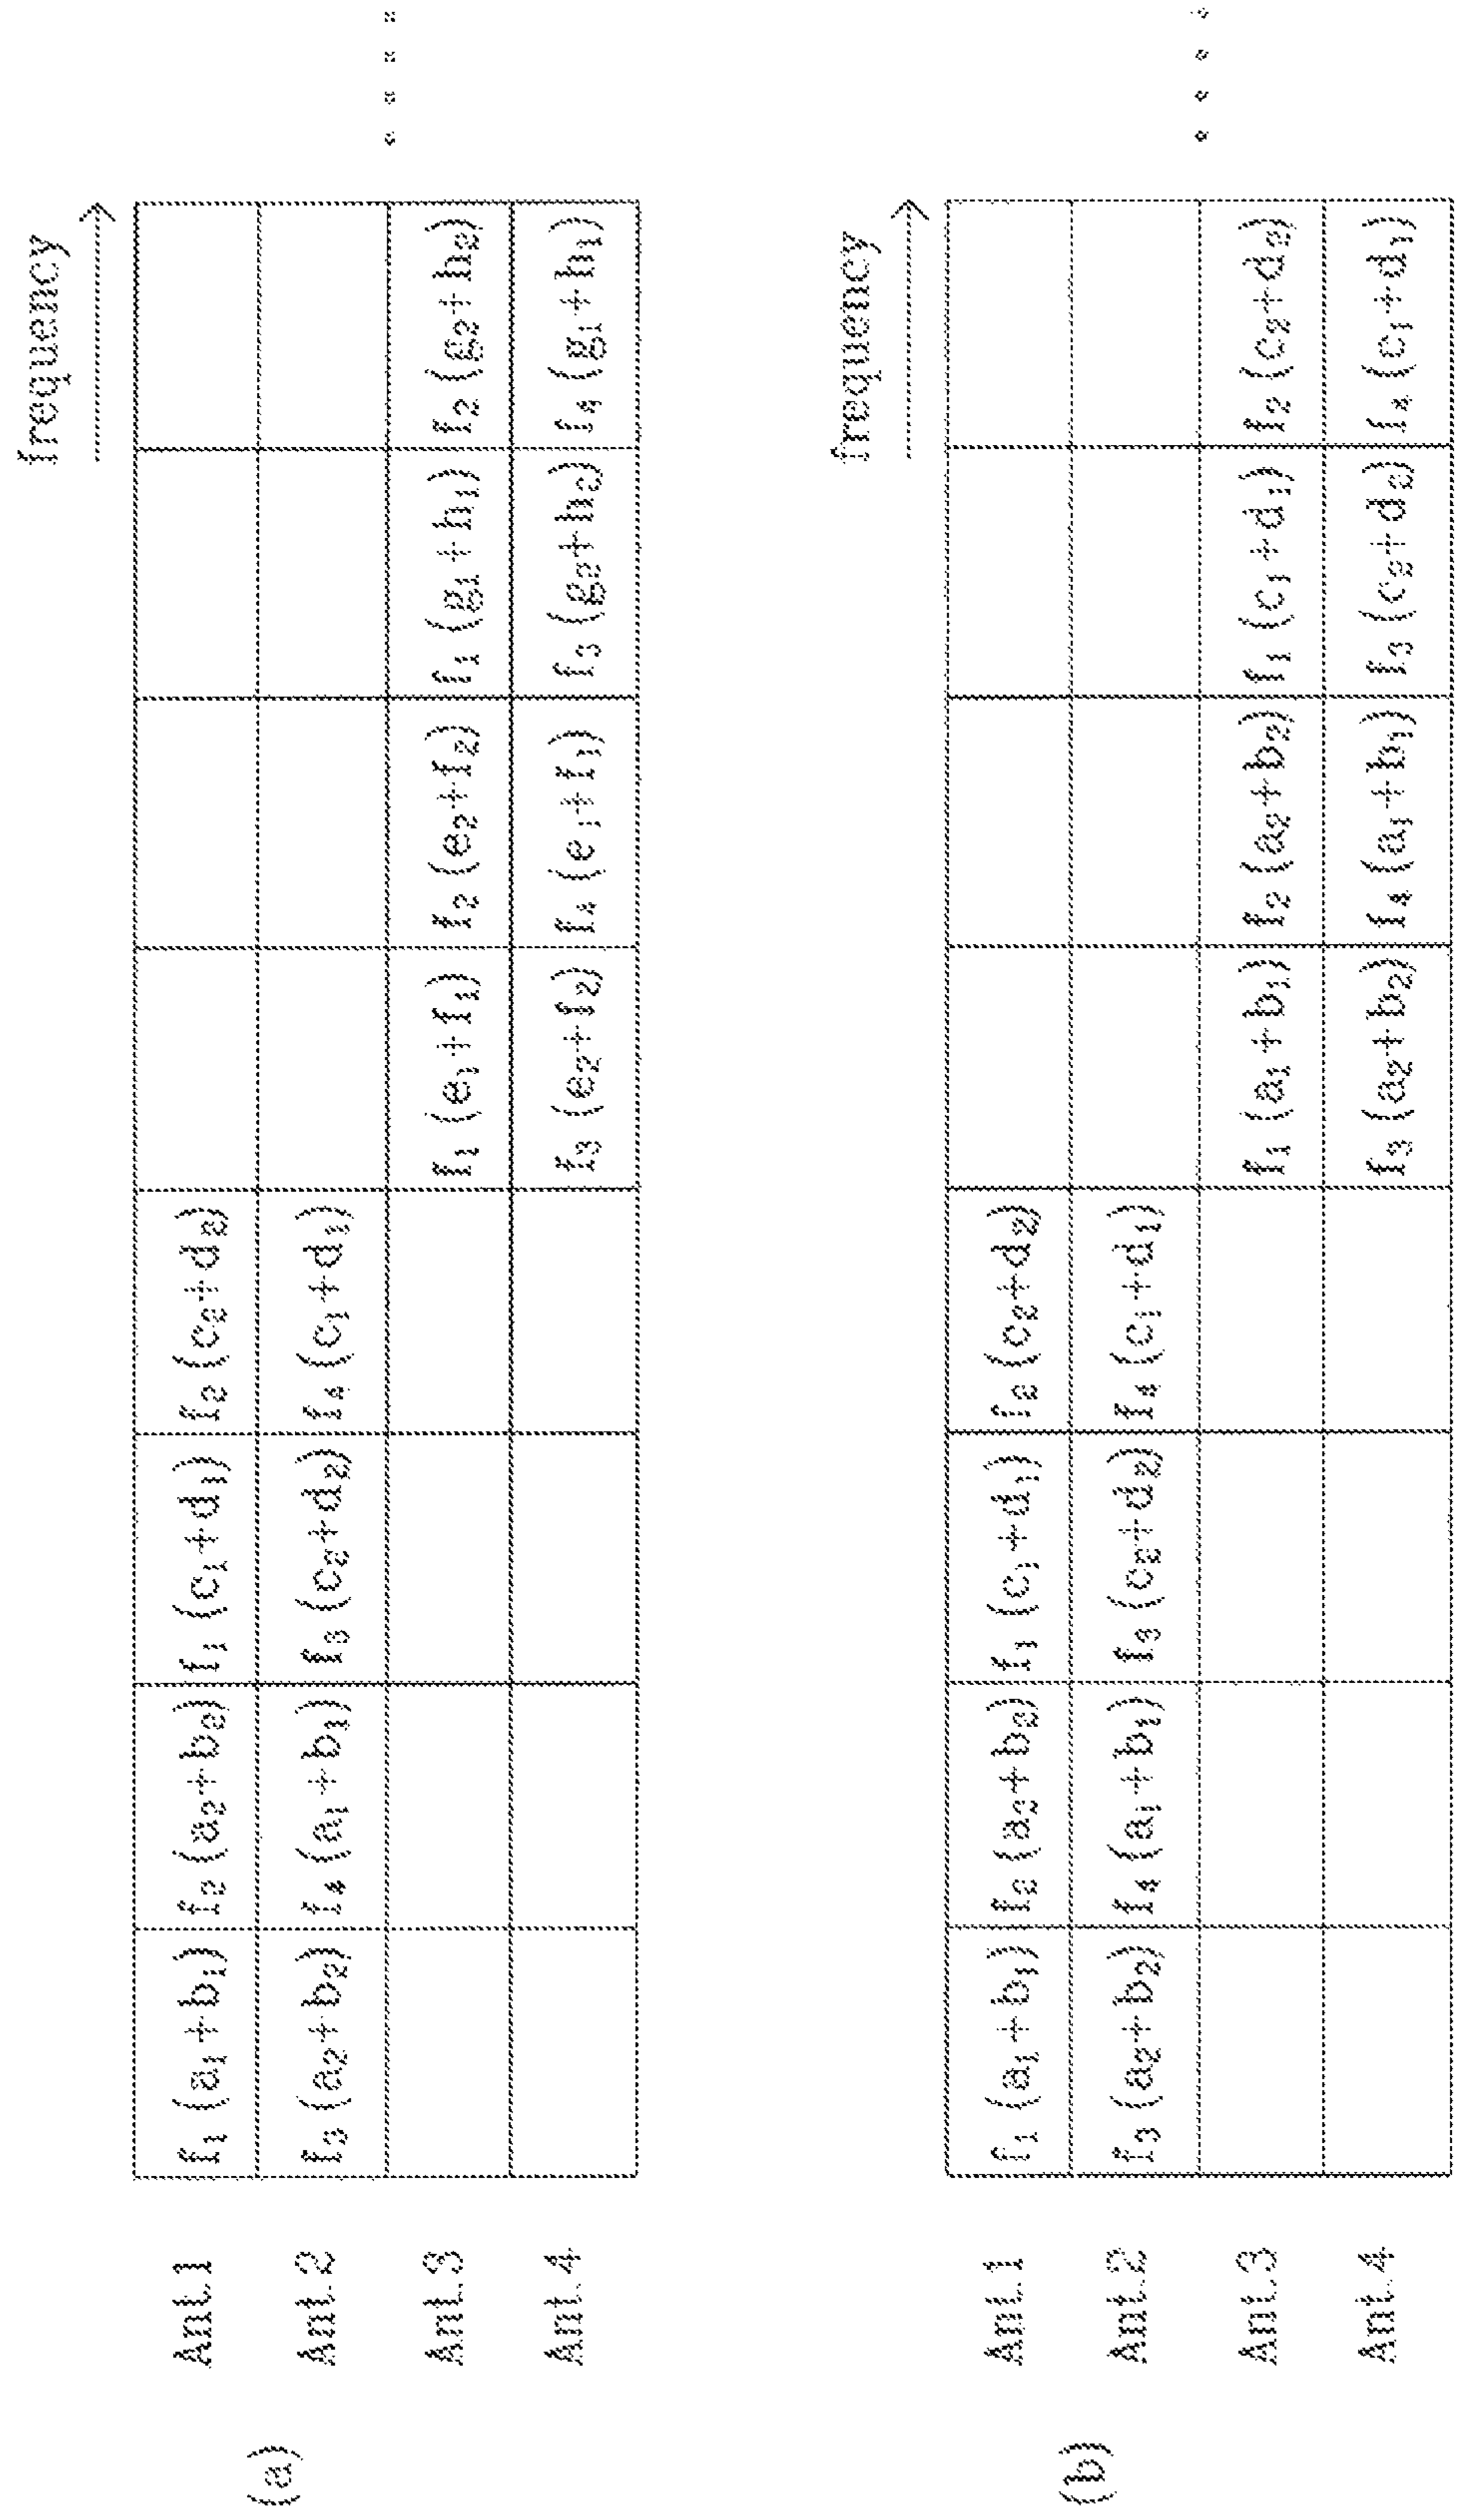 (a)
frequency
Ant.1 f₁(a₁+b₁) f₂(a₂+b₂) f₁(c₁+d₁) f₂(c₂+d₂)
Ant.2 f₃(a₂+b₂) f₄(a₁+b₁) f₃(c₂+d₂) f₄(c₁+d₁)
Ant.3 f₁(e₁+f₁) f₂(e₂+f₂) f₁(g₁+h₁) f₂(g₂+h₂)
Ant.4 f₃(e₂+f₂) f₄(e₁+f₁) f₃(g₂+h₂) f₄(g₁+h₁)
(b)
frequency
Ant.1 f₁(a₁+b₁) f₂(a₂+b₂) f₁(c₁+d₁) f₂(c₂+d₂)
Ant.2 f₃(a₂+b₂) f₄(a₁+b₁) f₃(c₂+d₂) f₄(c₁+d₁)
Ant.3 f₁(a₁+b₁) f₂(a₂+b₂) f₁(c₁+d₁) f₂(c₂+d₂)
Ant.4 f₃(a₂+b₂) f₄(a₁+b₁) f₃(c₂+d₂) f₄(c₁+d₁)